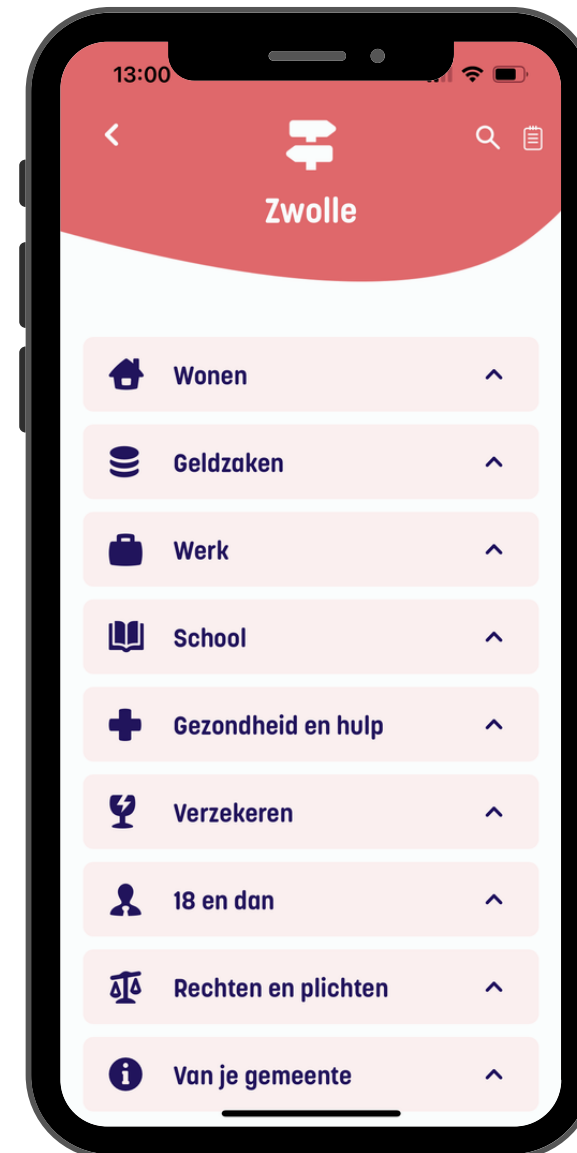 13:00
Zwolle
Wonen
Geldzaken
Werk
School
Gezondheid en hulp
Verzekeren
18 en dan
Rechten en plichten
Van je gemeente